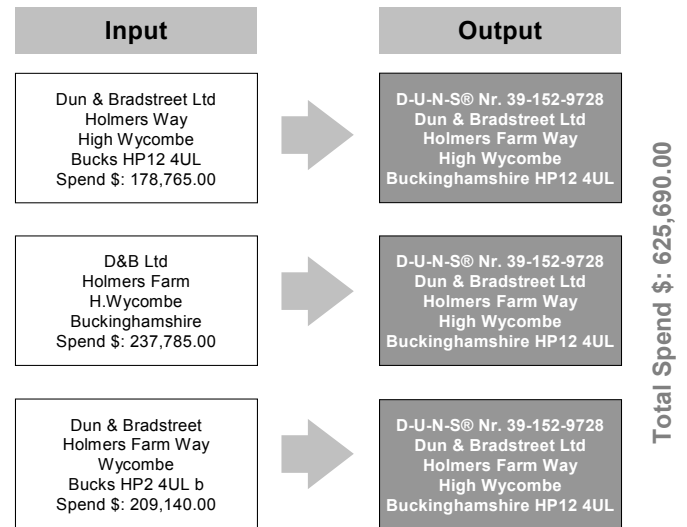 Input
Output
Dun & Bradstreet Ltd
Holmers Way
High Wycombe
Bucks HP12 4UL
Spend $: 178,765.00
D-U-N-S® Nr. 39-152-9728
Dun & Bradstreet Ltd
Holmers Farm Way
High Wycombe
Buckinghamshire HP12 4UL
D&B Ltd
Holmers Farm
H.Wycombe
Buckinghamshire
Spend $: 237,785.00
D-U-N-S® Nr. 39-152-9728
Dun & Bradstreet Ltd
Holmers Farm Way
High Wycombe
Buckinghamshire HP12 4UL
Dun & Bradstreet
Holmers Farm Way
Wycombe
Bucks HP2 4UL b
Spend $: 209,140.00
D-U-N-S® Nr. 39-152-9728
Dun & Bradstreet Ltd
Holmers Farm Way
High Wycombe
Buckinghamshire HP12 4UL
Total Spend $: 625,690.00